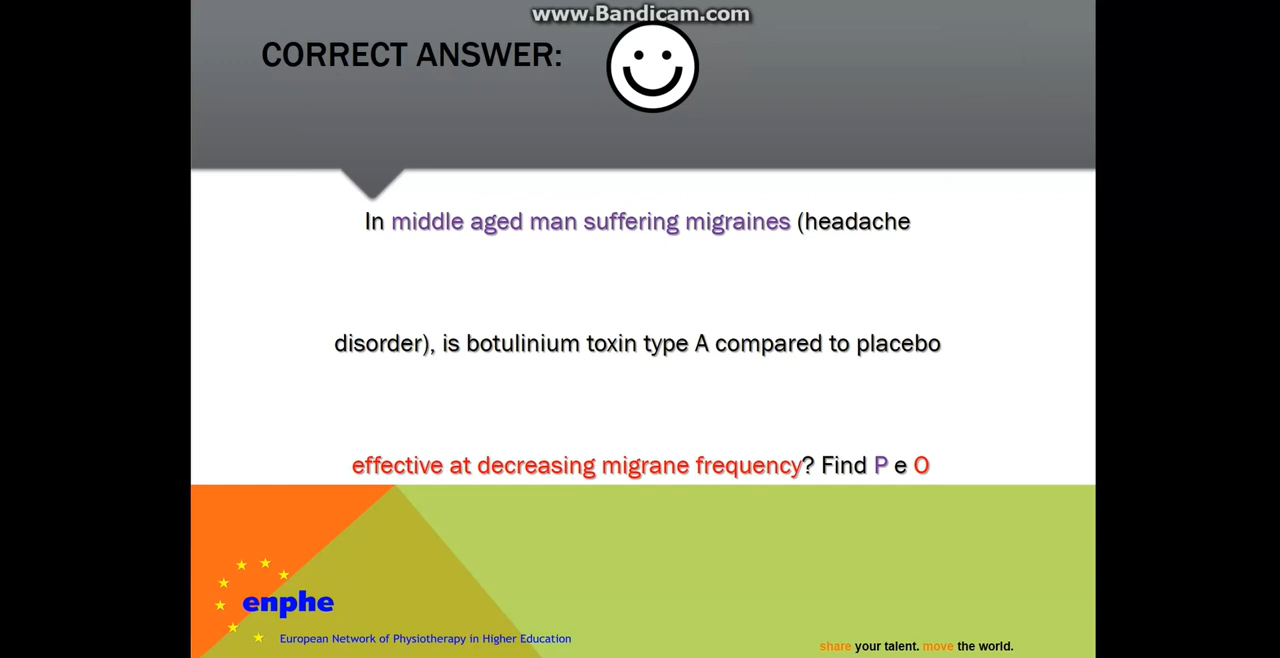 www.Bandicam.com
CORRECT ANSWER:
In middle aged man suffering migraines (headache
disorder), is botulinium toxin type A compared to placebo
effective at decreasing migrane frequency? Find P e O
enphe
European Network of Physiotherapy in Higher Education
share your talent. move the world.